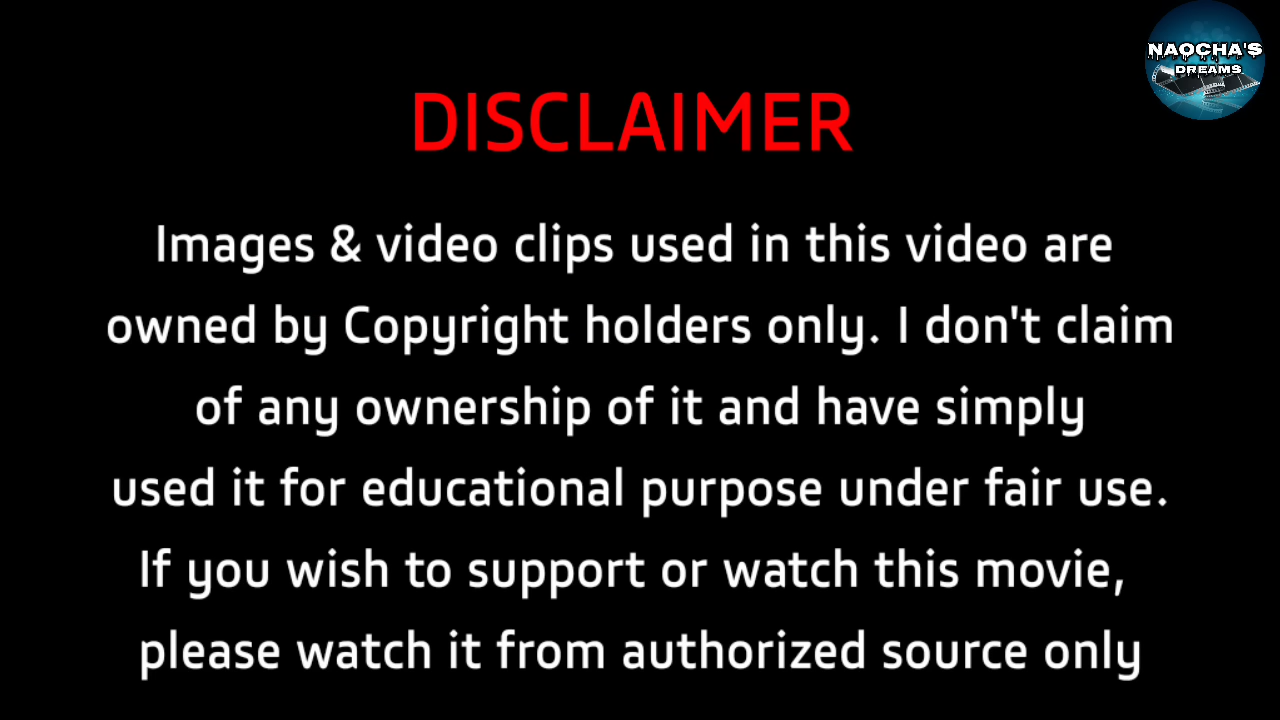 NAOCHA'S
DREAMS
DISCLAIMER
Images & video clips used in this video are
owned by Copyright holders only. I don't claim
of any ownership of it and have simply
used it for educational purpose under fair use.
If you wish to support or watch this movie,
please watch it from authorized source only